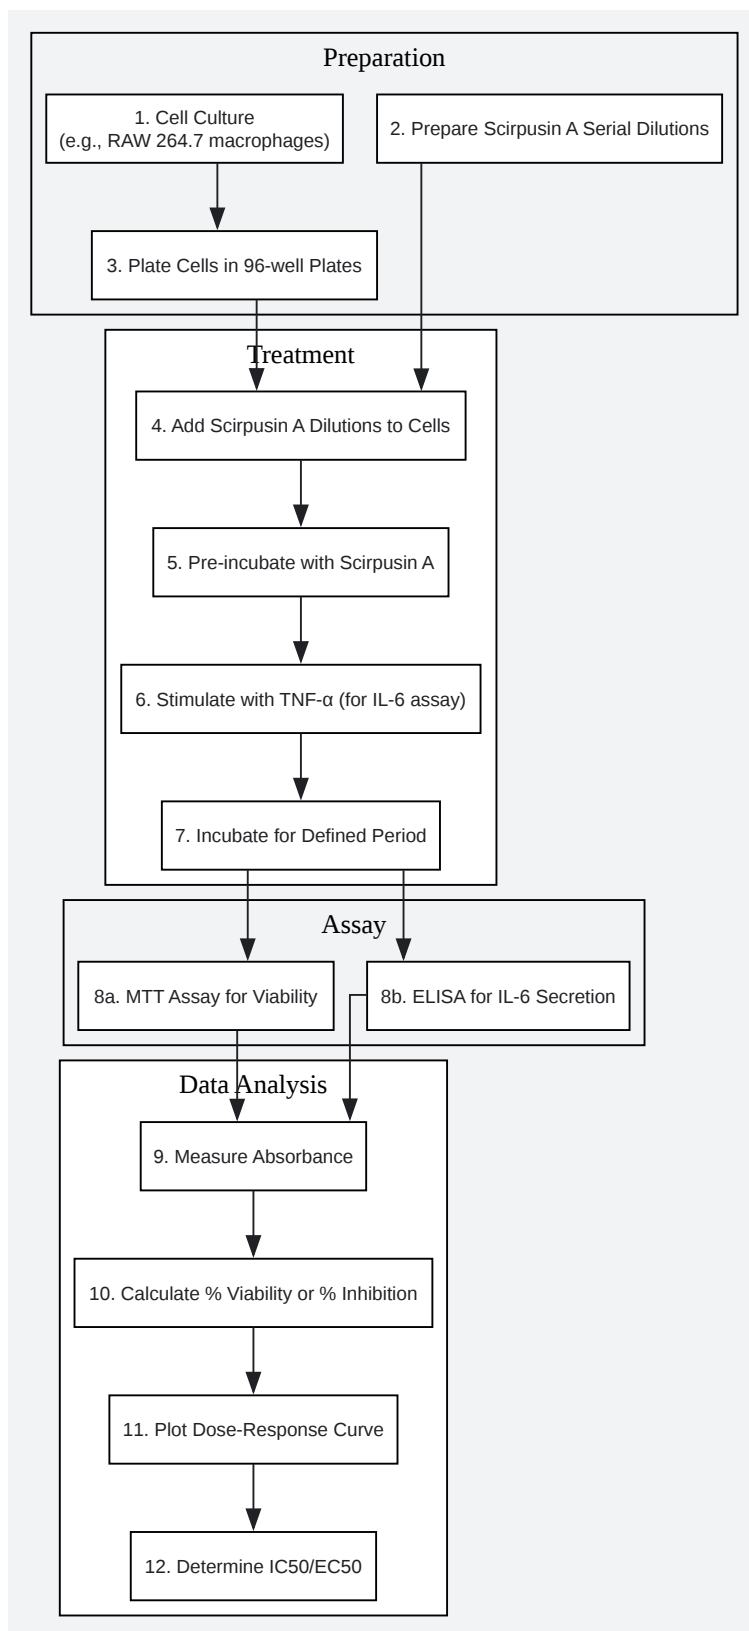 Preparation
1. Cell Culture
(e.g., RAW 264.7 macrophages)
2. Prepare Scirpusin A Serial Dilutions
3. Plate Cells in 96-well Plates
Treatment
4. Add Scirpusin A Dilutions to Cells
5. Pre-incubate with Scirpusin A
6. Stimulate with TNF-α (for IL-6 assay)
7. Incubate for Defined Period
Assay
8a. MTT Assay for Viability
8b. ELISA for IL-6 Secretion
Data Analysis
9. Measure Absorbance
10. Calculate % Viability or % Inhibition
11. Plot Dose-Response Curve
12. Determine IC50/EC50